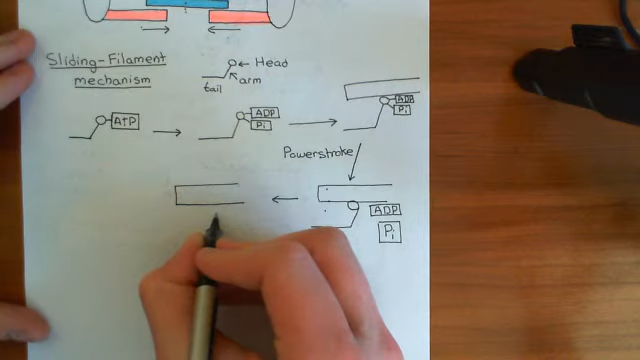 Sliding-Filament
mechanism
Head
arm
tail
ATP
ADP
Pi
ADP
Pi
Powerstroke
ADP
Pi